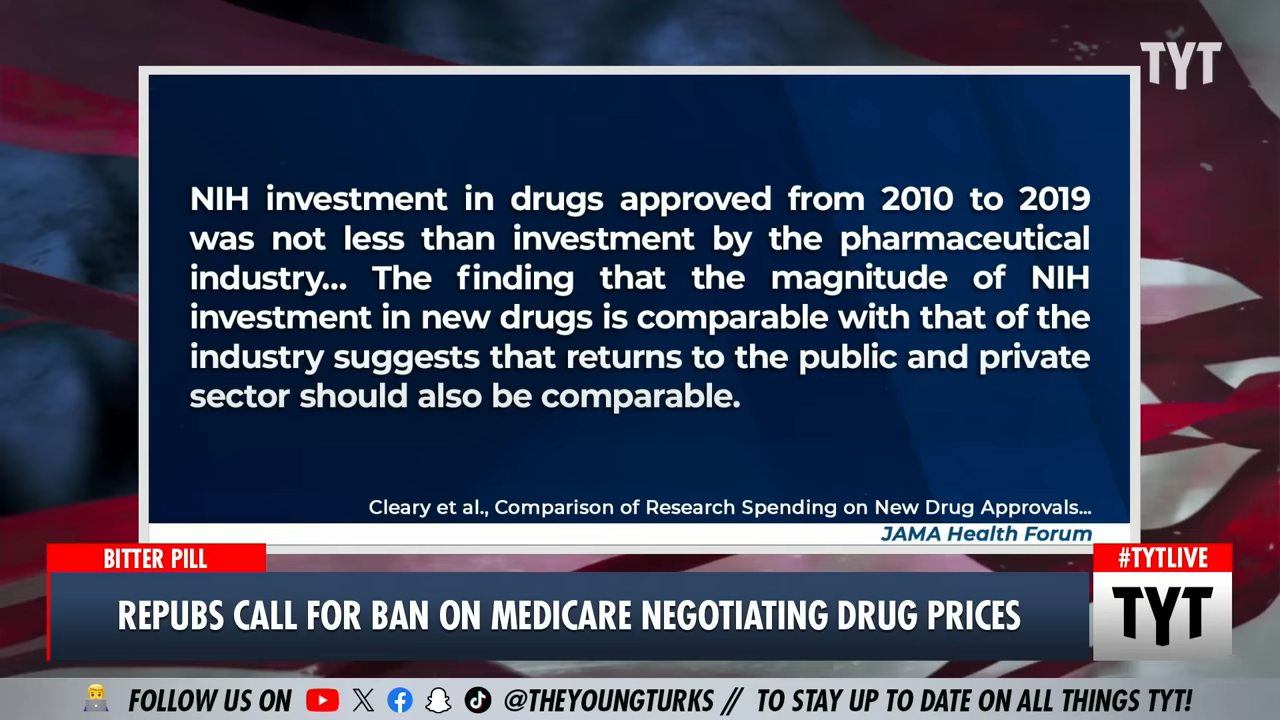 TYT
NIH investment in drugs approved from 2010 to 2019
was not less than investment by the pharmaceutical
industry... The finding that the magnitude of NIH
investment in new drugs is comparable with that of the
industry suggests that returns to the public and private
sector should also be comparable.
Cleary et al., Comparison of Research Spending on New Drug Approvals...
JAMA Health Forum
BITTER PILL
#TYTLIVE
REPUBS CALL FOR BAN ON MEDICARE NEGOTIATING DRUG PRICES
TYT
FOLLOW US ON @THEYOUNGTURKS // TO STAY UP TO DATE ON ALL THINGS TYT!